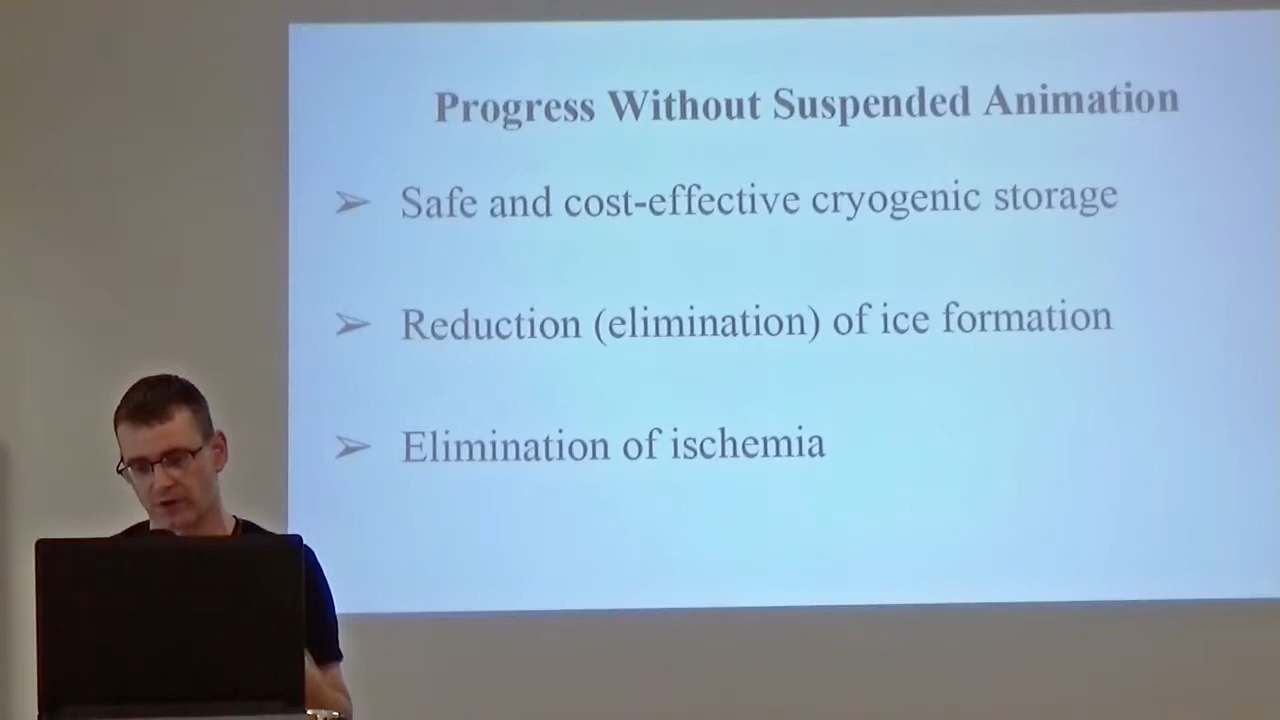 Progress Without Suspended Animation
➢ Safe and cost-effective cryogenic storage
➢ Reduction (elimination) of ice formation
➢ Elimination of ischemia